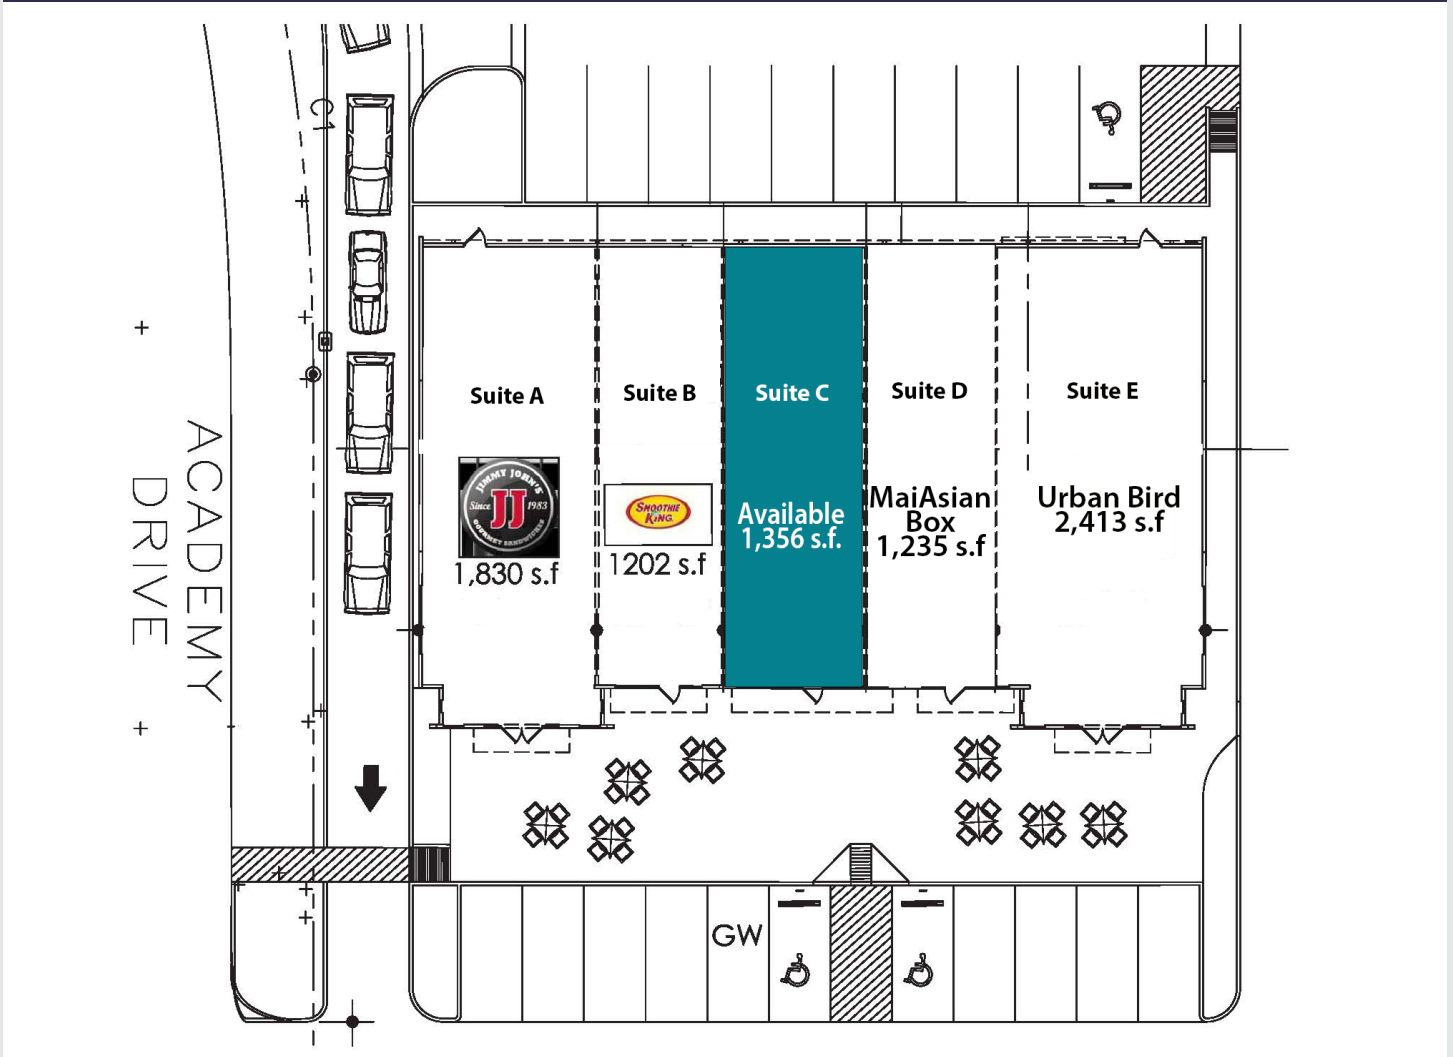 C1
Suite A
JIMMY JOHN'S
Since JJ 1983
GOURMET SANDWICHES
1,830 s.f
Suite B
SMOOTHIE
KING
1202 s.f
Suite C
Available
1,356 s.f.
Suite D
MaiAsian
Box
1,235 s.f
Suite E
Urban Bird
2,413 s.f
ACADEMY
DRIVE
GW